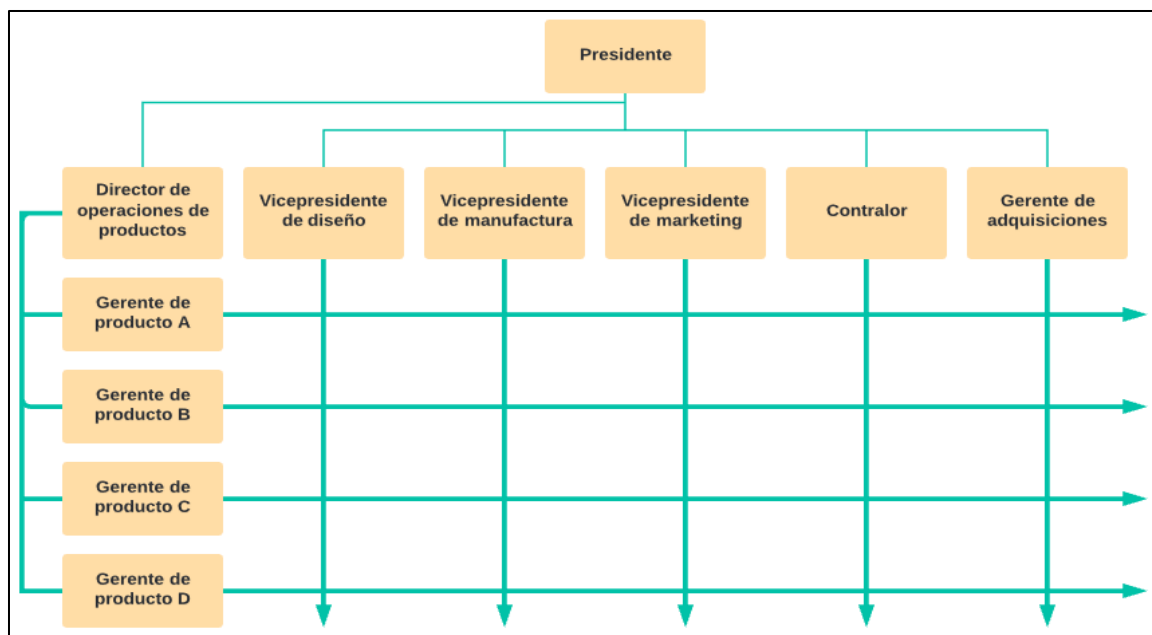 Presidente
Director de
operaciones de
productos
Vicepresidente
de diseño
Vicepresidente
de manufactura
Vicepresidente
de marketing
Contralor
Gerente de
adquisiciones
Gerente de
producto A
Gerente de
producto B
Gerente de
producto C
Gerente de
producto D